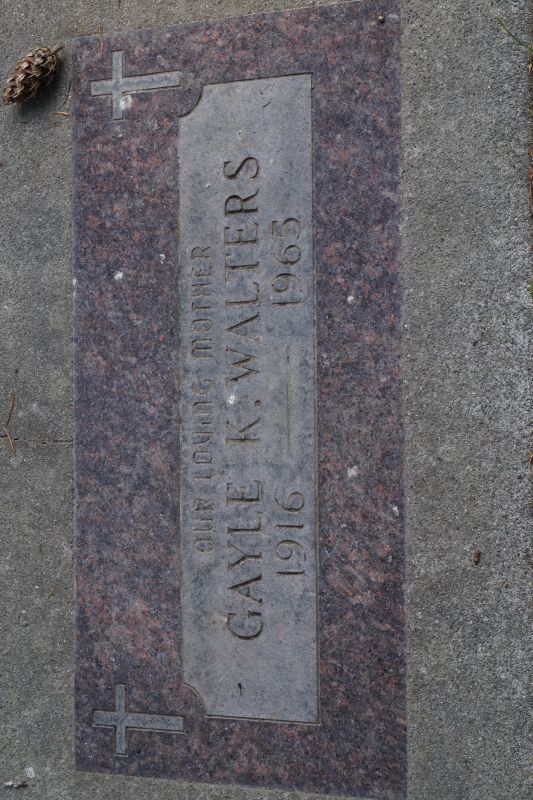 OUR LOVING MOTHER
GAYLE K. WALTERS
1916 — 1965